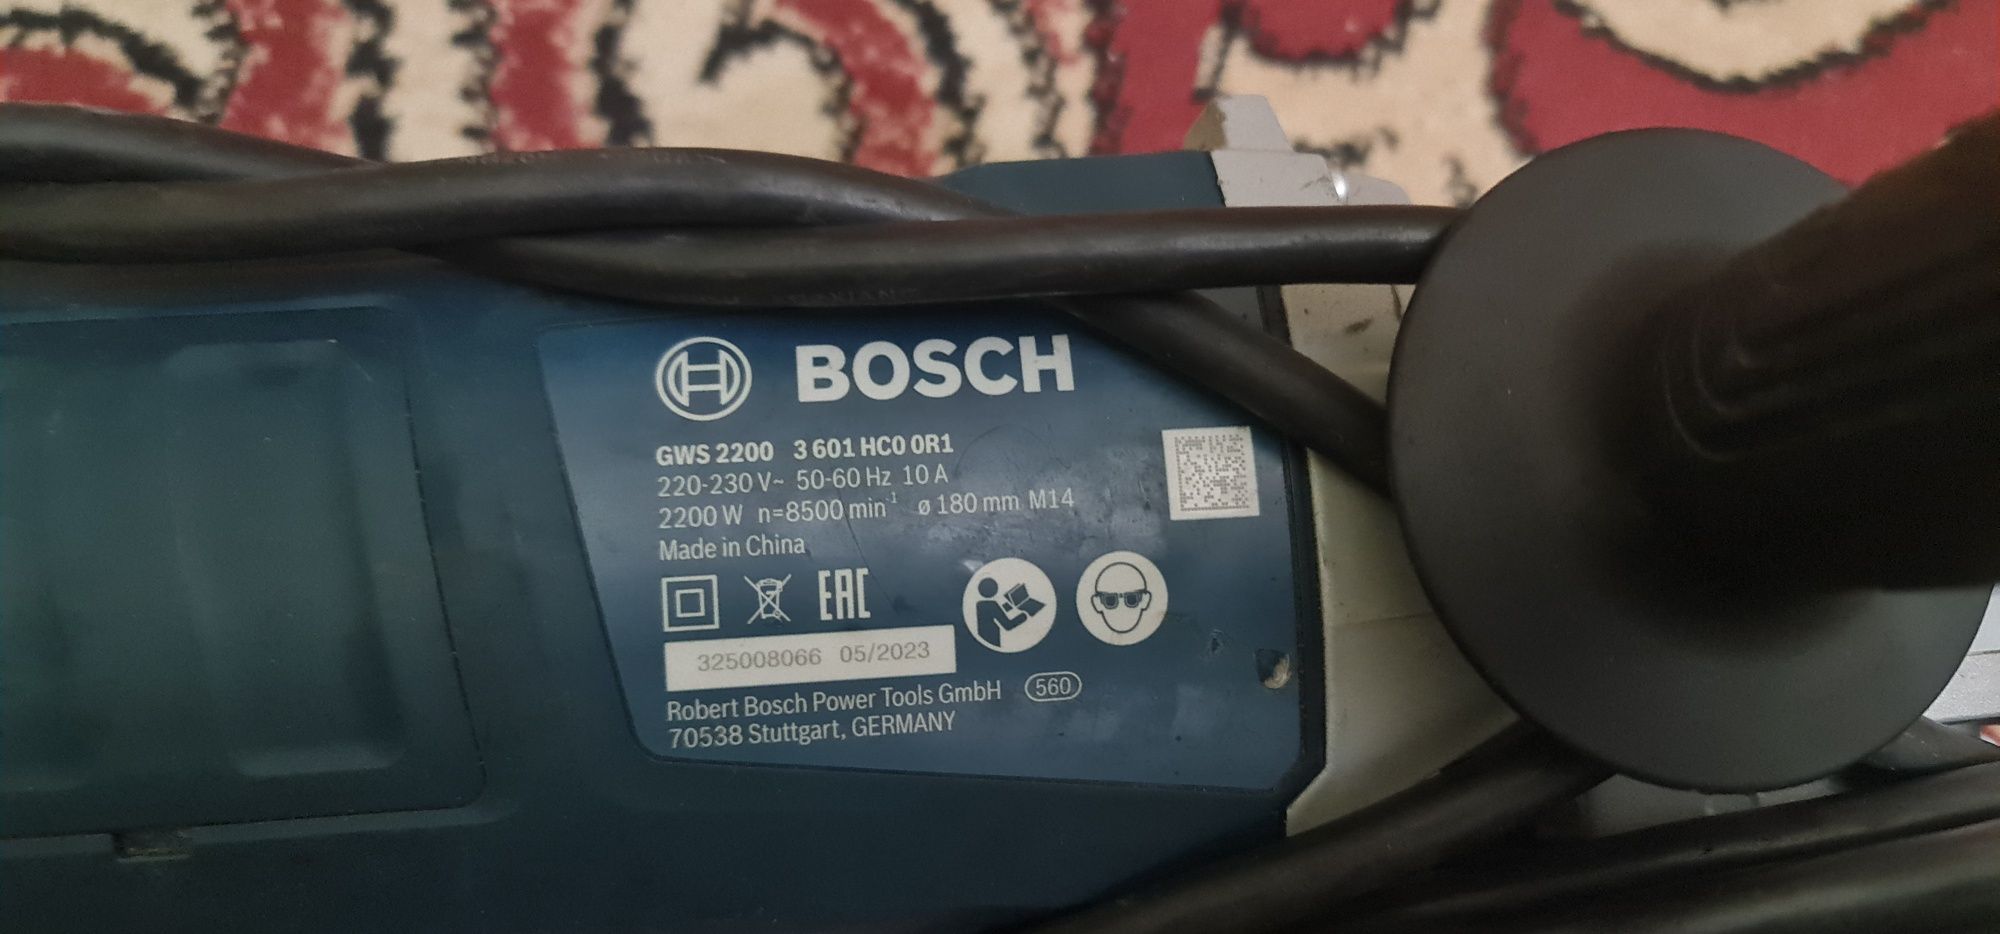 BOSCH
GWS 2200 3 601 HC0 0R1
220-230 V~ 50-60 Hz 10 A
2200 W n=8500 min⁻¹ ø 180 mm M14
Made in China
EAC
325008066 05/2023
Robert Bosch Power Tools GmbH 560
70538 Stuttgart, GERMANY